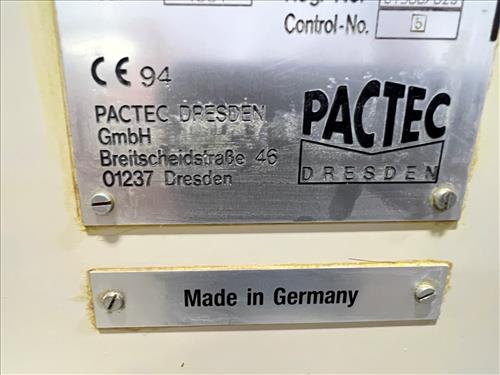 Control-No. 5
CE 94
PACTEC DRESDEN
GmbH
Breitscheidstraße 46
01237 Dresden
PACTEC
DRESDEN
Made in Germany